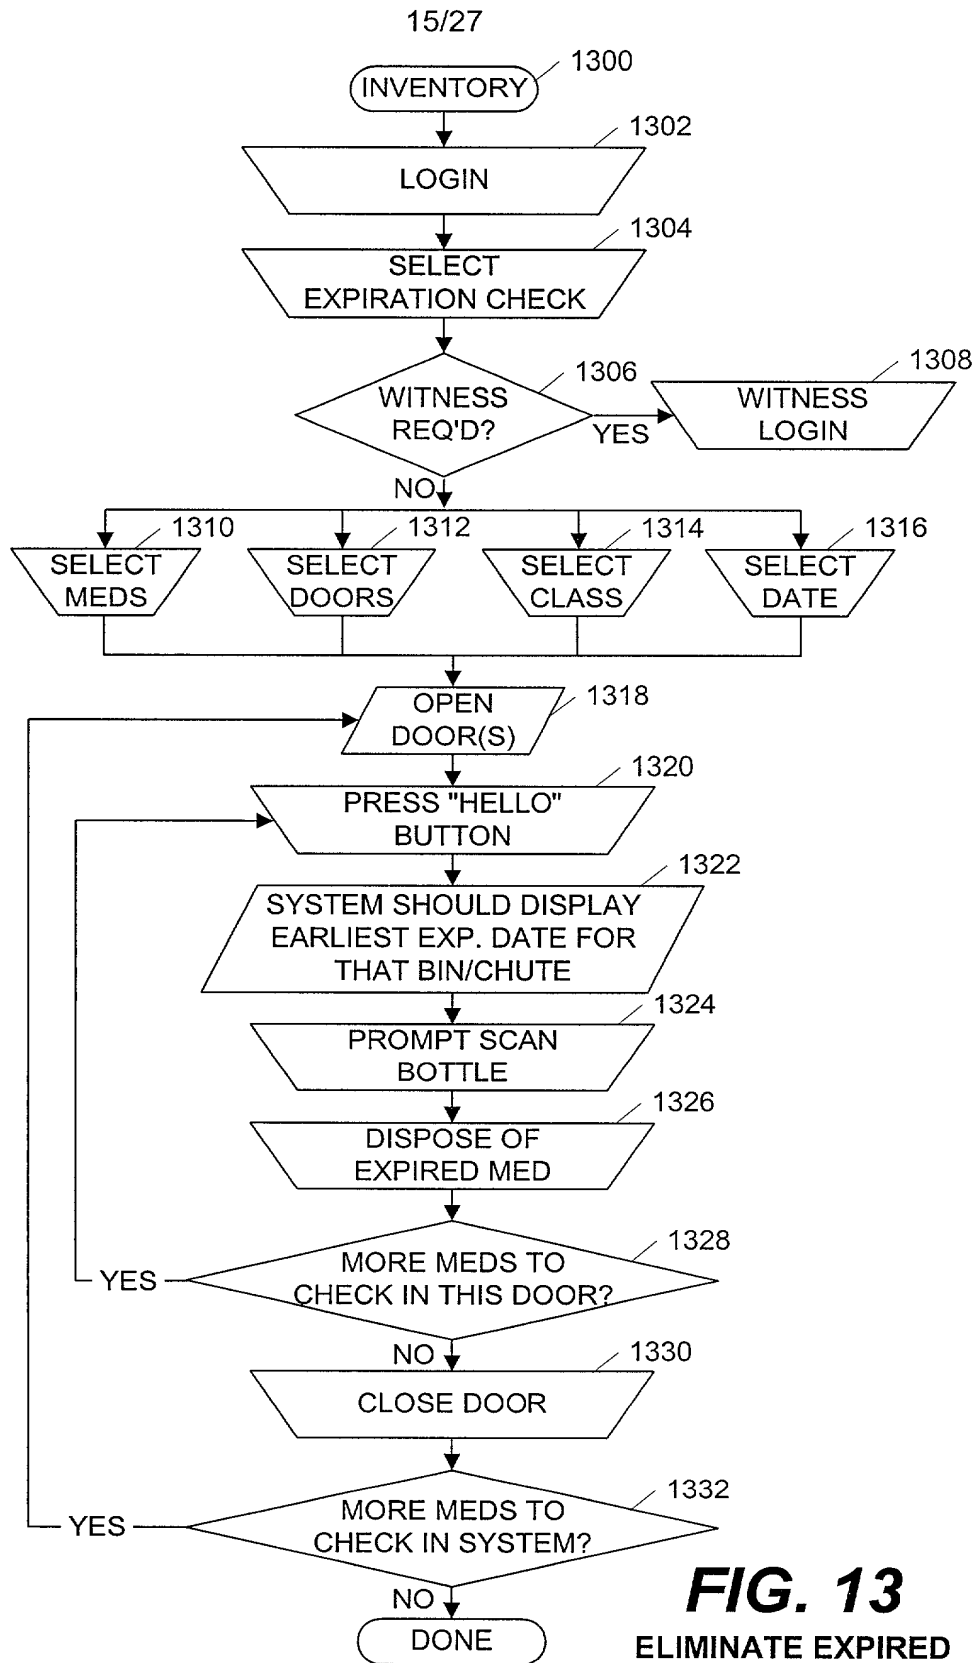 15/27
INVENTORY
1300
1302
LOGIN
1304
SELECT
EXPIRATION CHECK
1306
WITNESS
REQ'D?
YES
1308
WITNESS
LOGIN
NO
1310
SELECT
MEDS
1312
SELECT
DOORS
1314
SELECT
CLASS
1316
SELECT
DATE
OPEN
DOOR(S)
1318
1320
PRESS "HELLO"
BUTTON
1322
SYSTEM SHOULD DISPLAY
EARLIEST EXP. DATE FOR
THAT BIN/CHUTE
1324
PROMPT SCAN
BOTTLE
1326
DISPOSE OF
EXPIRED MED
1328
MORE MEDS TO
CHECK IN THIS DOOR?
YES
NO
1330
CLOSE DOOR
1332
MORE MEDS TO
CHECK IN SYSTEM?
YES
NO
DONE
FIG. 13
ELIMINATE EXPIRED